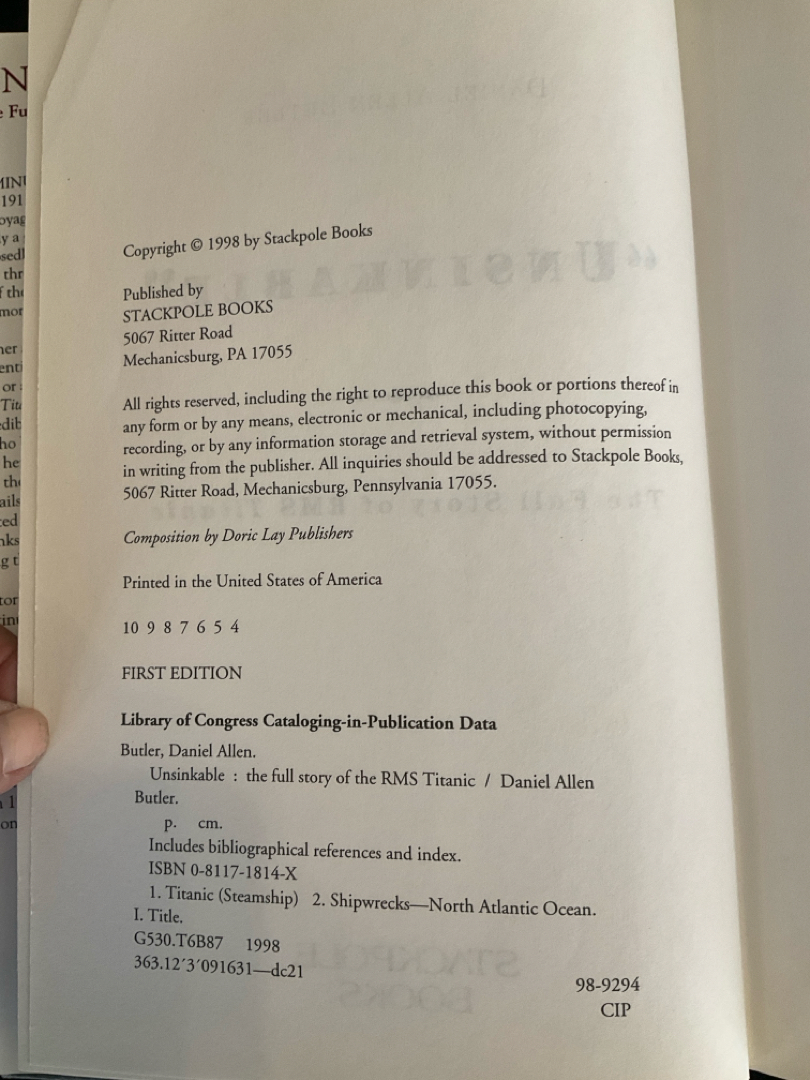 Copyright © 1998 by Stackpole Books
Published by
STACKPOLE BOOKS
5067 Ritter Road
Mechanicsburg, PA 17055
All rights reserved, including the right to reproduce this book or portions thereof in
any form or by any means, electronic or mechanical, including photocopying,
recording, or by any information storage and retrieval system, without permission
in writing from the publisher. All inquiries should be addressed to Stackpole Books,
5067 Ritter Road, Mechanicsburg, Pennsylvania 17055.
Composition by Doric Lay Publishers
Printed in the United States of America
10 9 8 7 6 5 4
FIRST EDITION
Library of Congress Cataloging-in-Publication Data
Butler, Daniel Allen.
Unsinkable : the full story of the RMS Titanic / Daniel Allen
Butler.
p. cm.
Includes bibliographical references and index.
ISBN 0-8117-1814-X
1. Titanic (Steamship) 2. Shipwrecks—North Atlantic Ocean.
I. Title.
G530.T6B87 1998
363.12'3'091631—dc21
98-9294
CIP